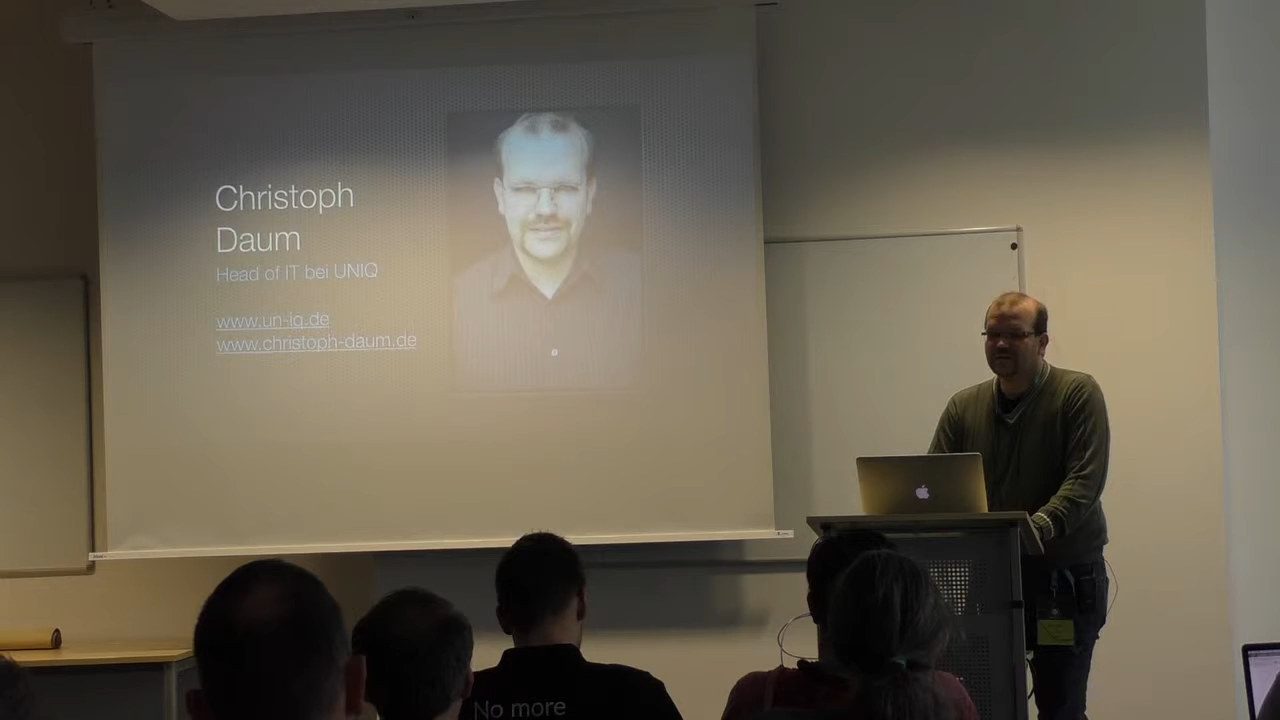 Christoph
Daum
Head of IT bei UNIQ
www.un-iq.de
www.christoph-daum.de
No more